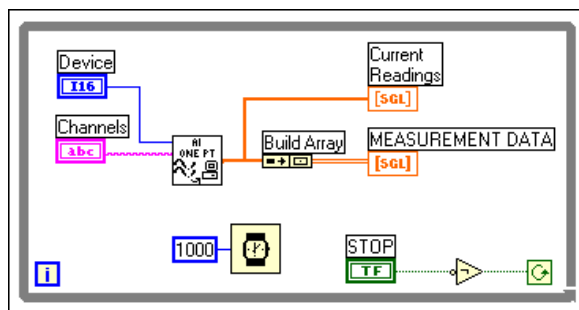 Device
I16
Channels
abc
AI
ONE PT
Current
Readings
[SGL]
Build Array
MEASUREMENT DATA
[SGL]
1000
STOP
TF
i